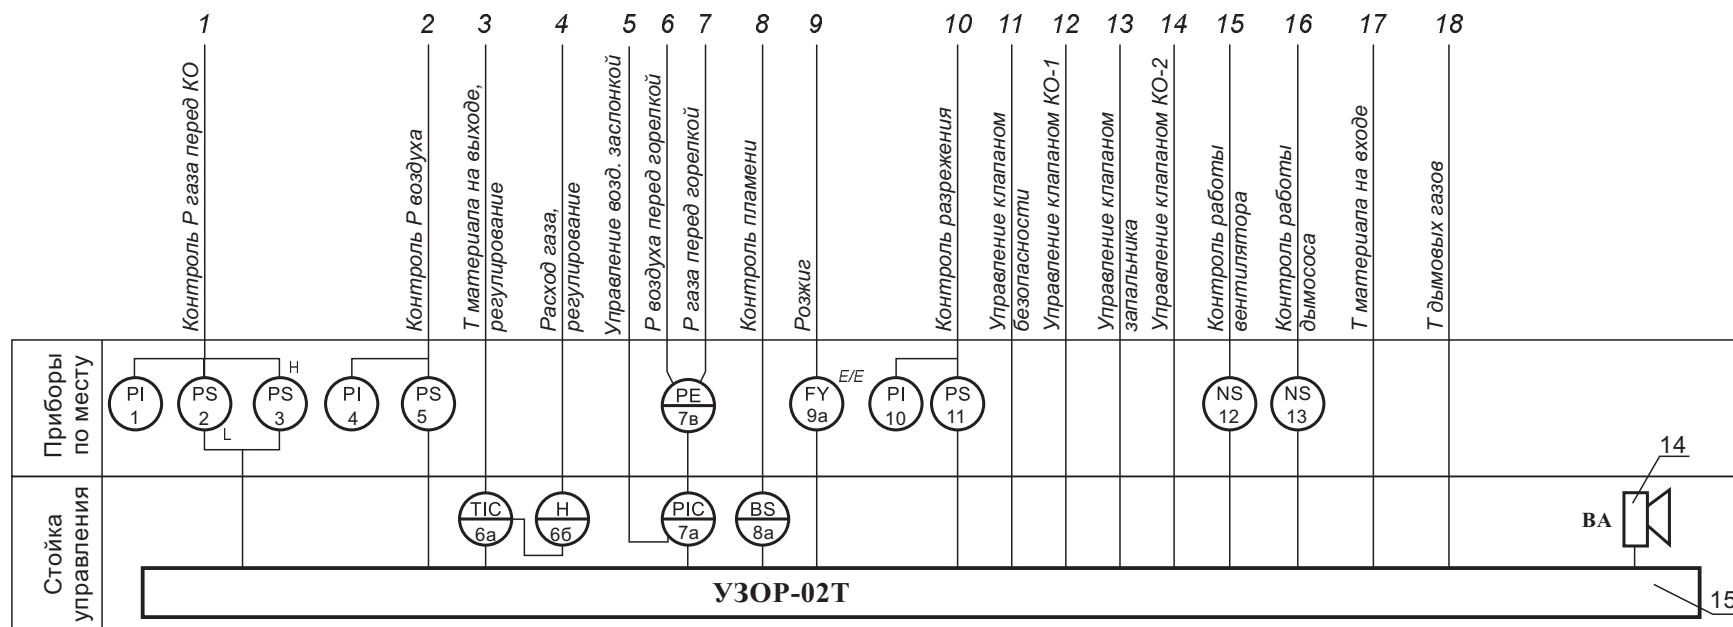 1 2 3 4 5 6 7 8 9 10 11 12 13 14 15 16 17 18
Контроль Р газа перед КО
Контроль Р воздуха
Т материала на выходе,
регулирование
Расход газа,
регулирование
Управление возд. заслонкой
Р воздуха перед горелкой
Р газа перед горелкой
Контроль пламени
Розжиг
Контроль разрежения
Управление клапаном
безопасности
Управление клапаном КО-1
Управление клапаном
запальника
Управление клапаном КО-2
Контроль работы
вентилятора
Контроль работы
дымососа
Т материала на входе
Т дымовых газов
Приборы
по месту
PI
1
PS
2
L
PS
3
H
PI
4
PS
5
PE
7в
FY
9а
E/E
PI
10
PS
11
NS
12
NS
13
Стойка
управления
TIC
6а
H
6б
PIC
7а
BS
8а
ВА
14
УЗОР-02Т
15